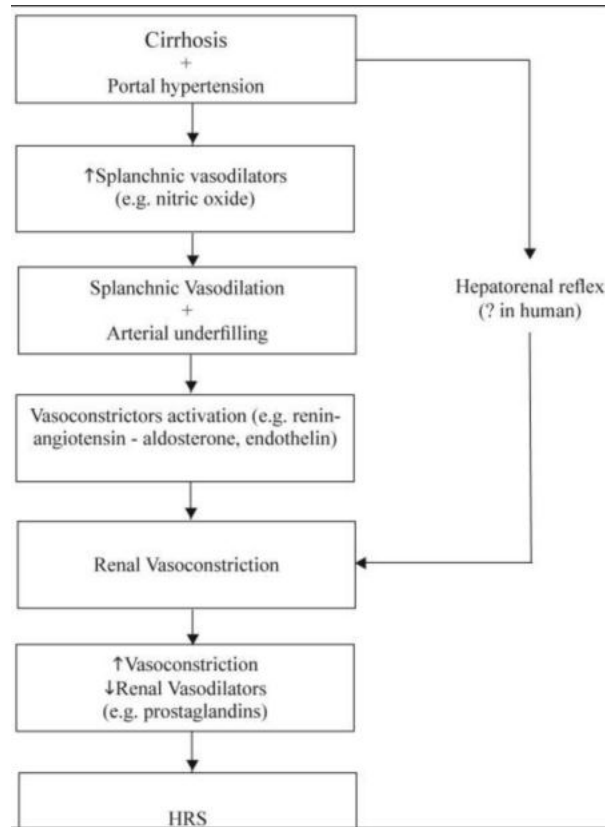 Cirrhosis
+
Portal hypertension
↑Splanchnic vasodilators
(e.g. nitric oxide)
Splanchnic Vasodilation
+
Arterial underfilling
Hepatorenal reflex
(? in human)
Vasoconstrictors activation (e.g. renin-
angiotensin - aldosterone, endothelin)
Renal Vasoconstriction
↑Vasoconstriction
↓Renal Vasodilators
(e.g. prostaglandins)
HRS